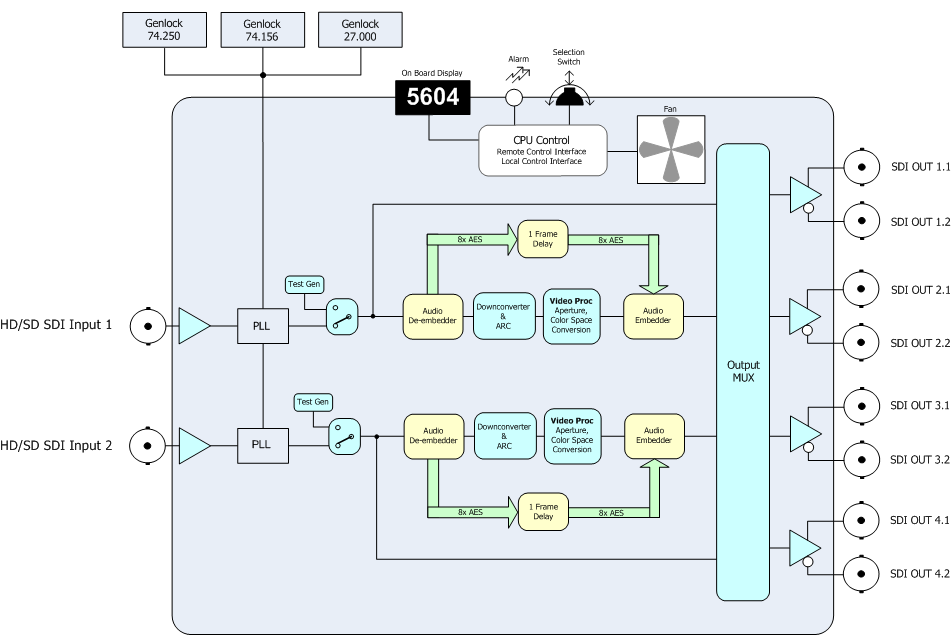 Genlock
74.250
Genlock
74.156
Genlock
27.000
Alarm
Selection
Switch
On Board Display
5604
Fan
CPU Control
Remote Control Interface
Local Control Interface
SDI OUT 1.1
SDI OUT 1.2
8x AES
1 Frame
Delay
8x AES
Test Gen
HD/SD SDI Input 1
PLL
Audio
De-embedder
Downconverter
&
ARC
Video Proc
Aperture,
Color Space
Conversion
Audio
Embedder
SDI OUT 2.1
SDI OUT 2.2
Output
MUX
Test Gen
HD/SD SDI Input 2
PLL
Audio
De-embedder
Downconverter
&
ARC
Video Proc
Aperture,
Color Space
Conversion
Audio
Embedder
SDI OUT 3.1
SDI OUT 3.2
8x AES
1 Frame
Delay
8x AES
SDI OUT 4.1
SDI OUT 4.2